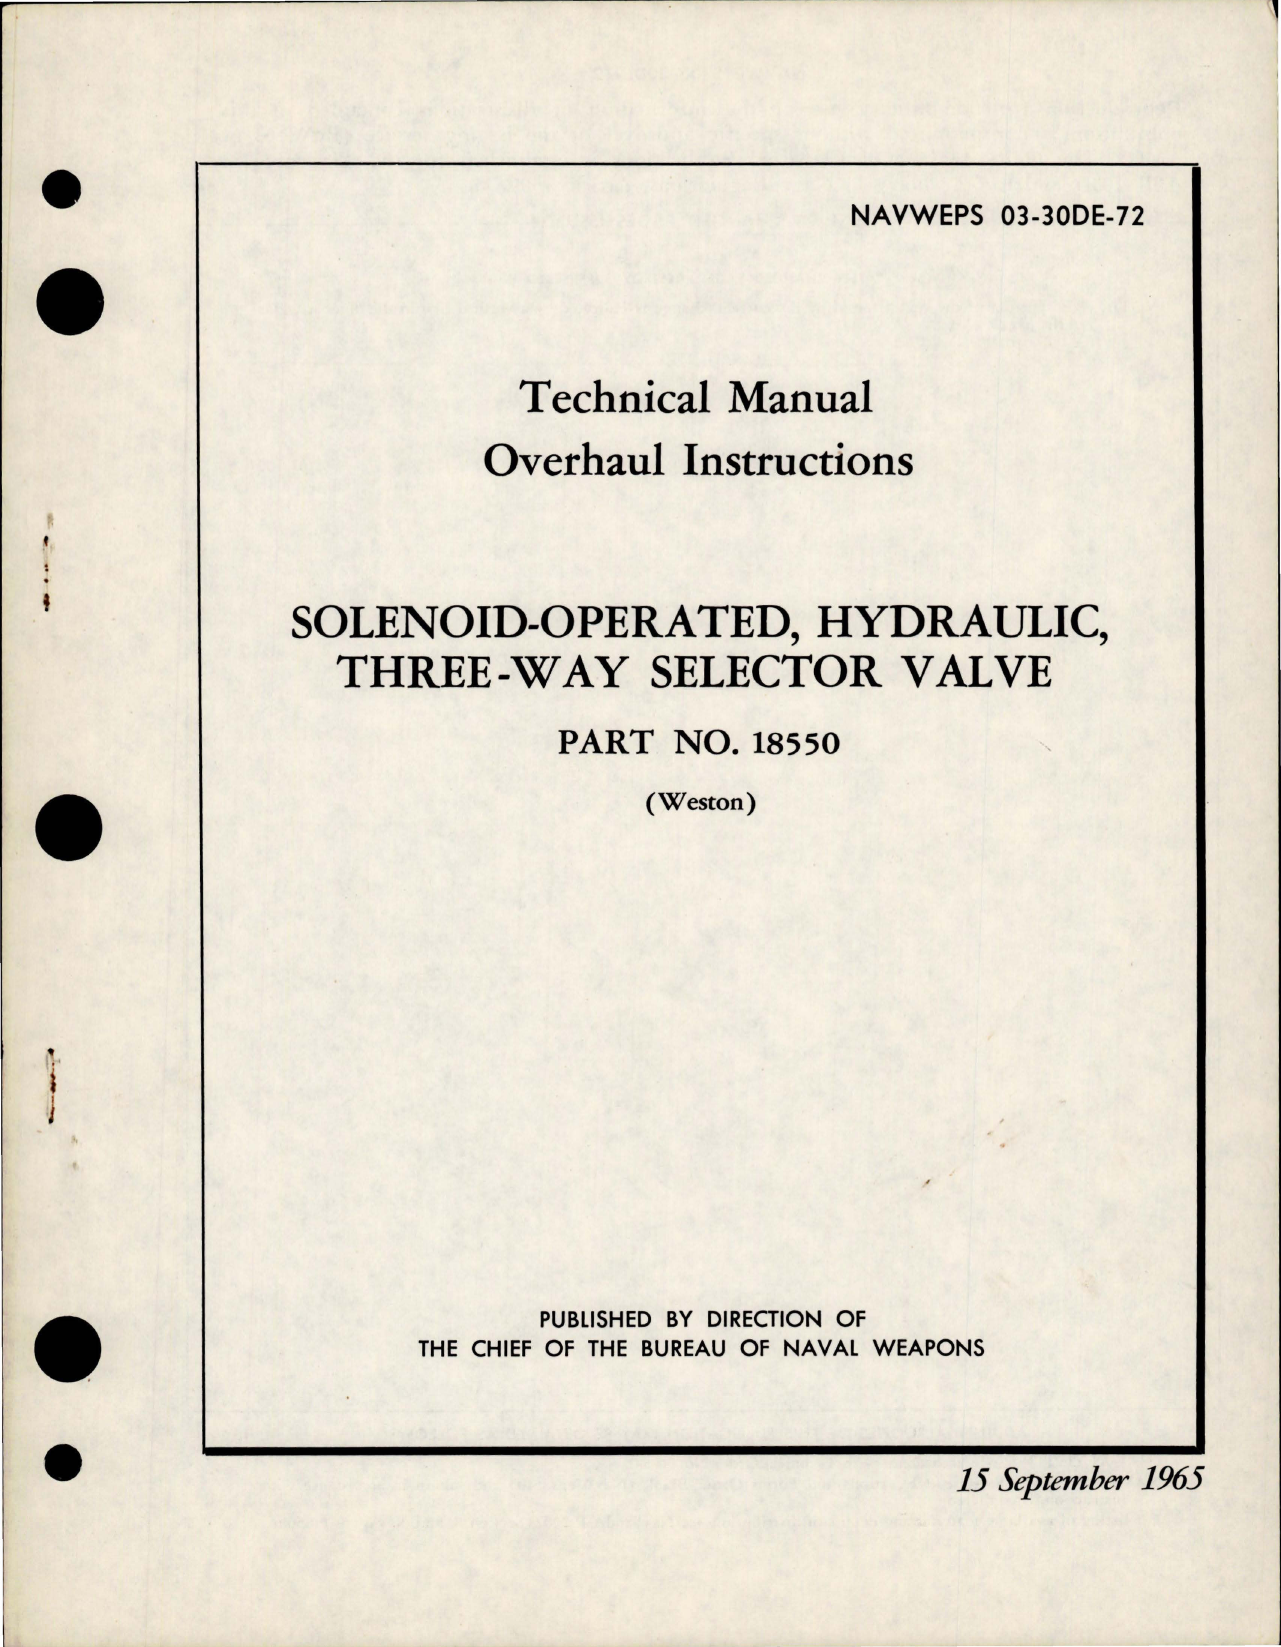 NAVWEPS 03-30DE-72
Technical Manual
Overhaul Instructions
SOLENOID-OPERATED, HYDRAULIC,
THREE-WAY SELECTOR VALVE
PART NO. 18550
(Weston)
PUBLISHED BY DIRECTION OF
THE CHIEF OF THE BUREAU OF NAVAL WEAPONS
15 September 1965